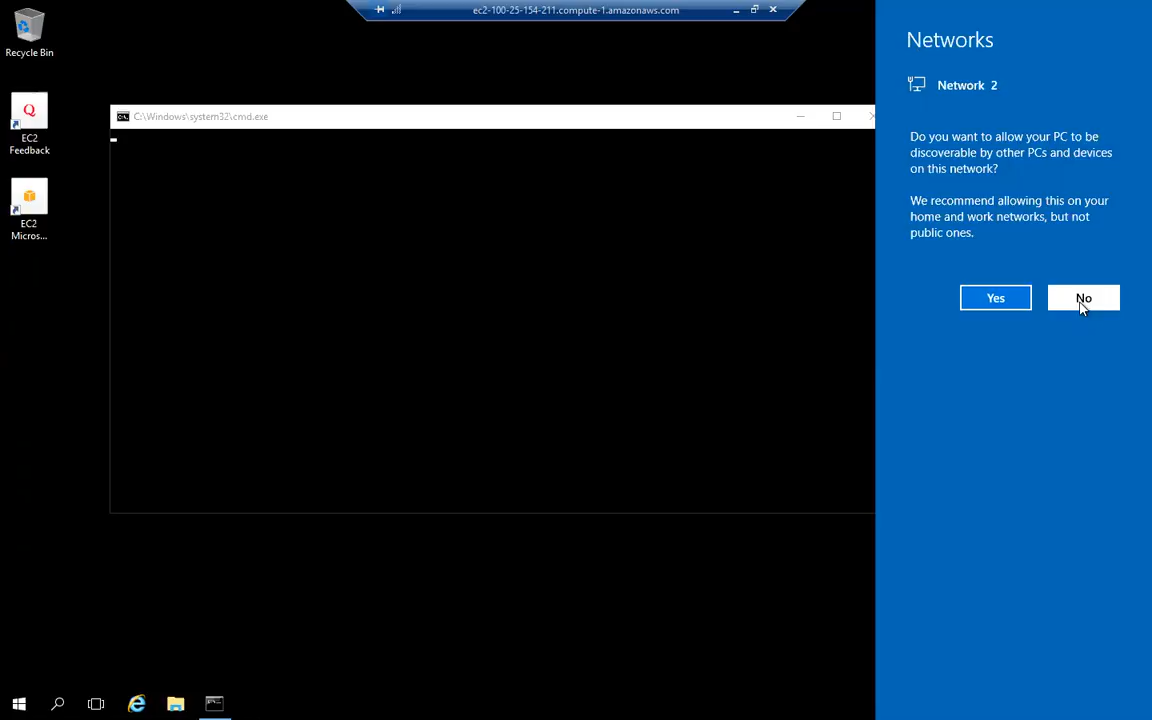 ec2-100-25-154-211.compute-1.amazonaws.com
Recycle Bin
EC2
Feedback
EC2
Micros...
C:\Windows\system32\cmd.exe
Networks
Network 2
Do you want to allow your PC to be
discoverable by other PCs and devices
on this network?
We recommend allowing this on your
home and work networks, but not
public ones.
Yes
No